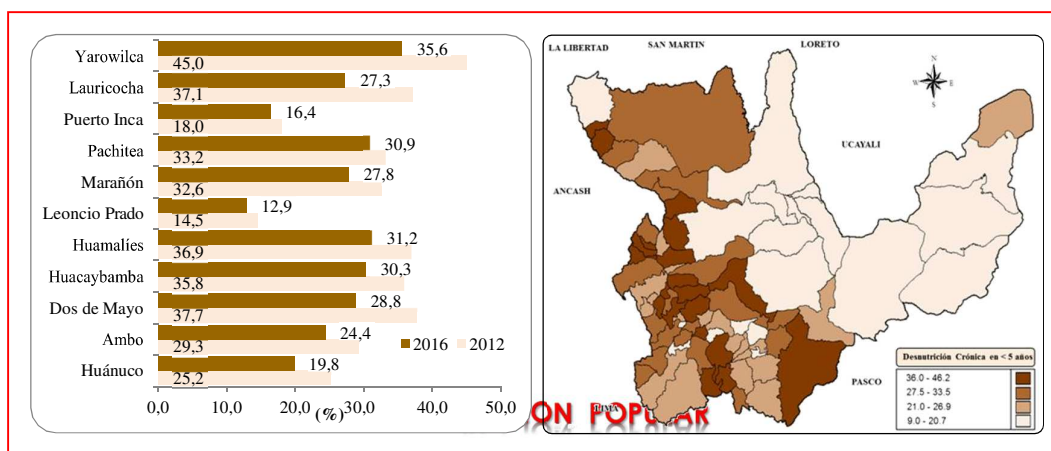 Yarowilca 35,6 45,0
Lauricocha 27,3 37,1
Puerto Inca 16,4 18,0
Pachitea 30,9 33,2
Marañón 27,8 32,6
Leoncio Prado 12,9 14,5
Huamalíes 31,2 36,9
Huacaybamba 30,3 35,8
Dos de Mayo 28,8 37,7
Ambo 24,4 29,3
Huánuco 19,8 25,2
2016 2012
0,0 10,0 20,0 30,0 40,0 50,0
(%)
LA LIBERTAD SAN MARTIN LORETO
N
W E
S
UCAYALI
ANCASH
PASCO
LIMA
Desnutrición Crónica en < 5 años
36.0 - 46.2
27.5 - 33.5
21.0 - 26.9
9.0 - 20.7
ON POPULAR